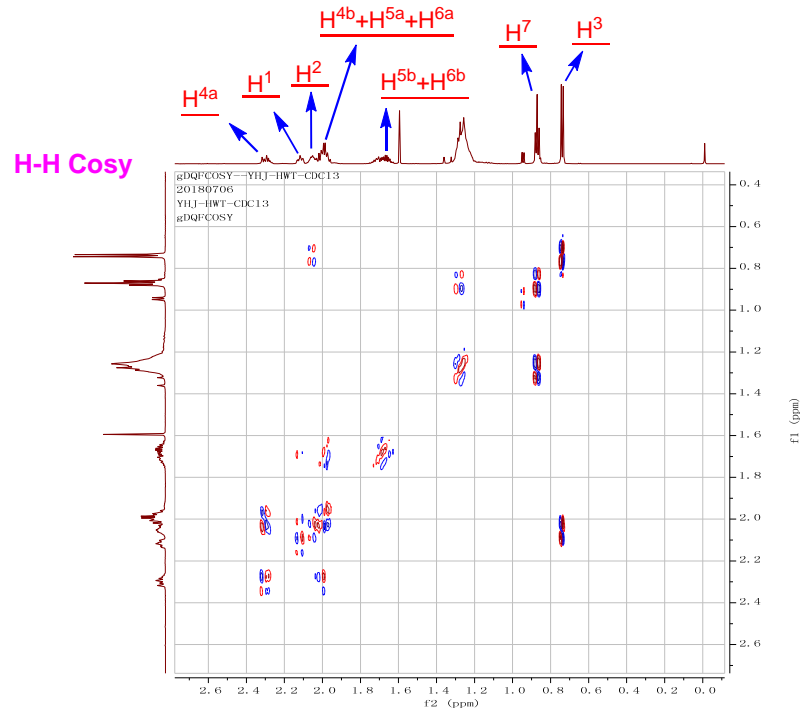 H4b+H5a+H6a
H7
H3
H4a
H1
H2
H5b+H6b
H-H Cosy
gDQFCOSY--YHJ-HWT-CDCl3
20180706
YHJ-HWT-CDCl3
gDQFCOSY
0.4
0.6
0.8
1.0
1.2
1.4
1.6
1.8
2.0
2.2
2.4
2.6
f1 (ppm)
2.6 2.4 2.2 2.0 1.8 1.6 1.4 1.2 1.0 0.8 0.6 0.4 0.2 0.0
f2 (ppm)